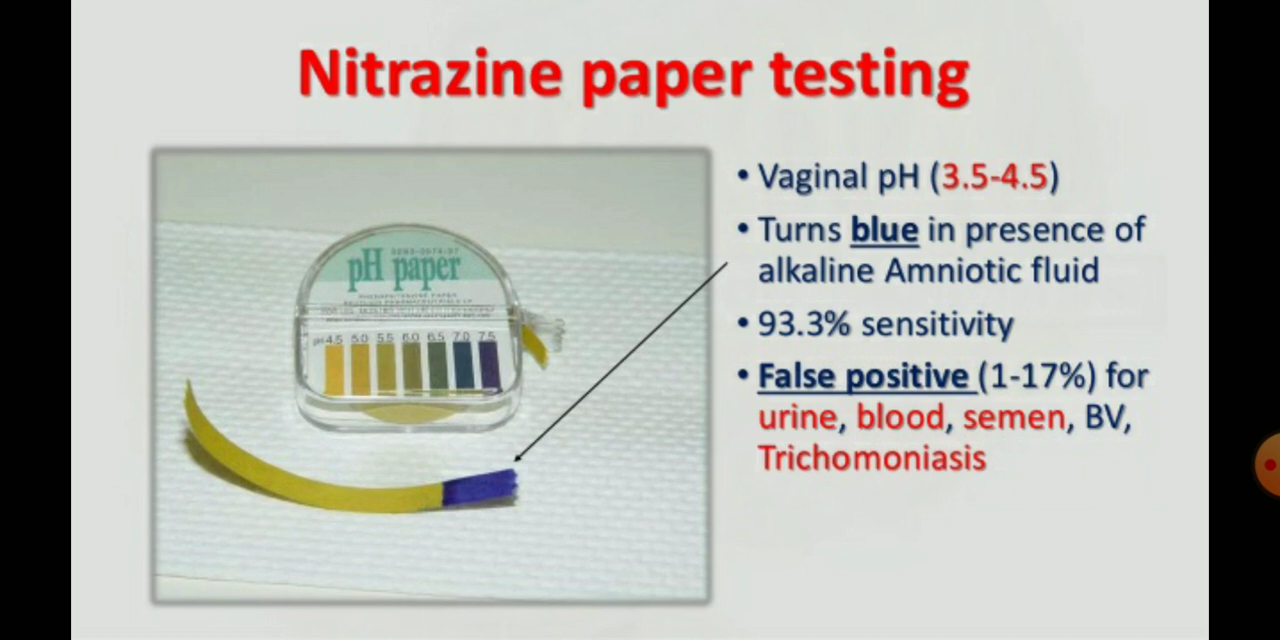 Nitrazine paper testing
• Vaginal pH (3.5-4.5)
• Turns blue in presence of
alkaline Amniotic fluid
• 93.3% sensitivity
• False positive (1-17%) for
urine, blood, semen, BV,
Trichomoniasis
pH paper
pH 4.5 5.0 5.5 6.0 6.5 7.0 7.5